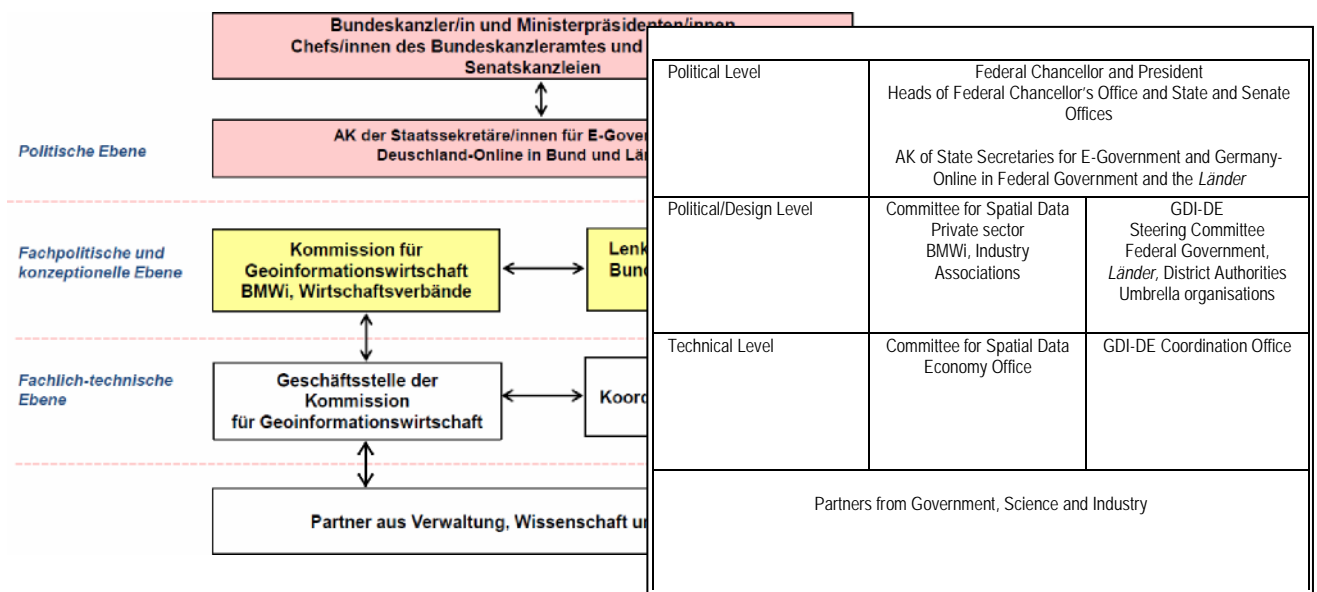 Bundeskanzler/in und Ministerpräsidenten/innen
Chefs/innen des Bundeskanzleramtes und
Senatskanzleien
Politische Ebene
AK der Staatssekretäre/innen für
Deuschland-Online in Bund und
Fachpolitische und
konzeptionelle Ebene
Kommission für
Geoinformationswirtschaft
BMWi, Wirtschaftsverbände
Fachlich-technische
Ebene
Geschäftsstelle der
Kommission
für Geoinformationswirtschaft
Partner aus Verwaltung, Wissenschaft
Political Level
Federal Chancellor and President
Heads of Federal Chancellor's Office and State and Senate
Offices
AK of State Secretaries for E-Government and Germany-
Online in Federal Government and the Länder
Political/Design Level
Committee for Spatial Data
Private sector
BMWi, Industry
Associations
GDI-DE
Steering Committee
Federal Government,
Länder, District Authorities
Umbrella organisations
Technical Level
Committee for Spatial Data
Economy Office
GDI-DE Coordination Office
Partners from Government, Science and Industry